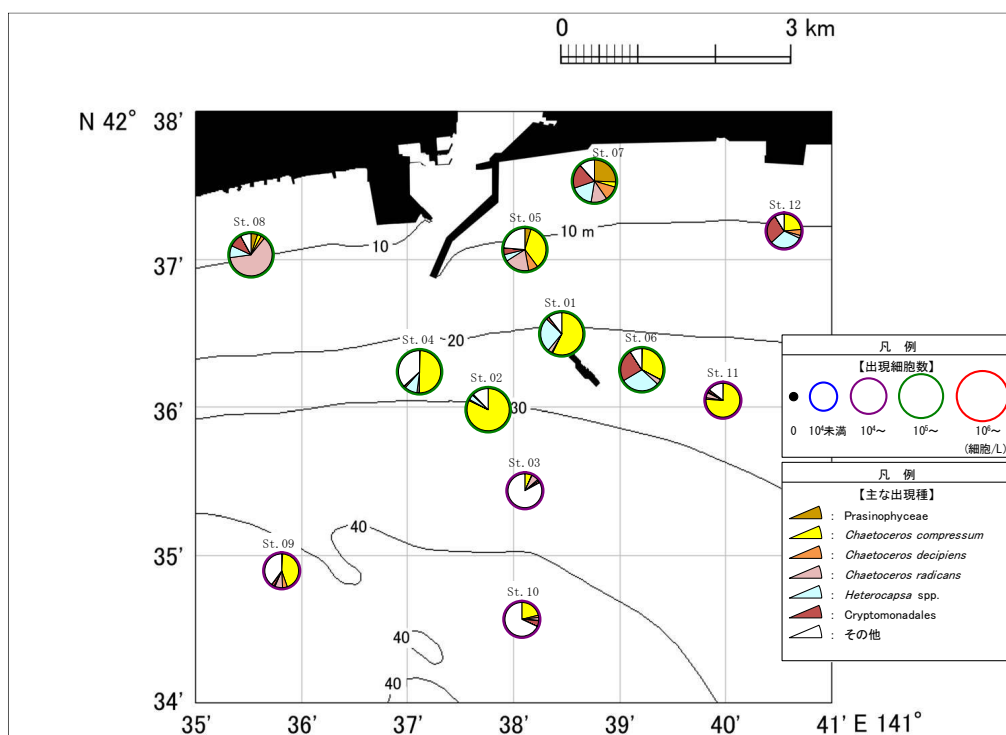 0 3 km
N 42° 38'
St.07
St.12
St.08
St.05
10
10 m
37'
St.01
St.04
~20
St.06
St.02
St.11
36'
30
St.03
40
St.09
35'
St.10
40
40
34'
35' 36' 37' 38' 39' 40' 41' E 141°
凡 例
【出現細胞数】
0 10⁴未満 10⁴~ 10⁵~ 10⁶~
(細胞/L)
凡 例
【主な出現種】
: Prasinophyceae
: Chaetoceros compressum
: Chaetoceros decipiens
: Chaetoceros radicans
: Heterocapsa spp.
: Cryptomonadales
: その他